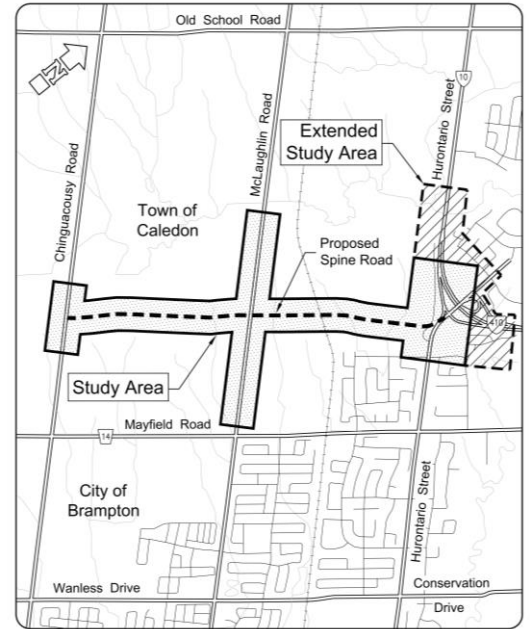 Old School Road
N
10
Chinguacousy Road
McLaughlin Road
Hurontario Street
Extended
Study Area
Town of
Caledon
Proposed
Spine Road
410
Study Area
14
Mayfield Road
City of
Brampton
Hurontario Street
Wanless Drive
Conservation
Drive